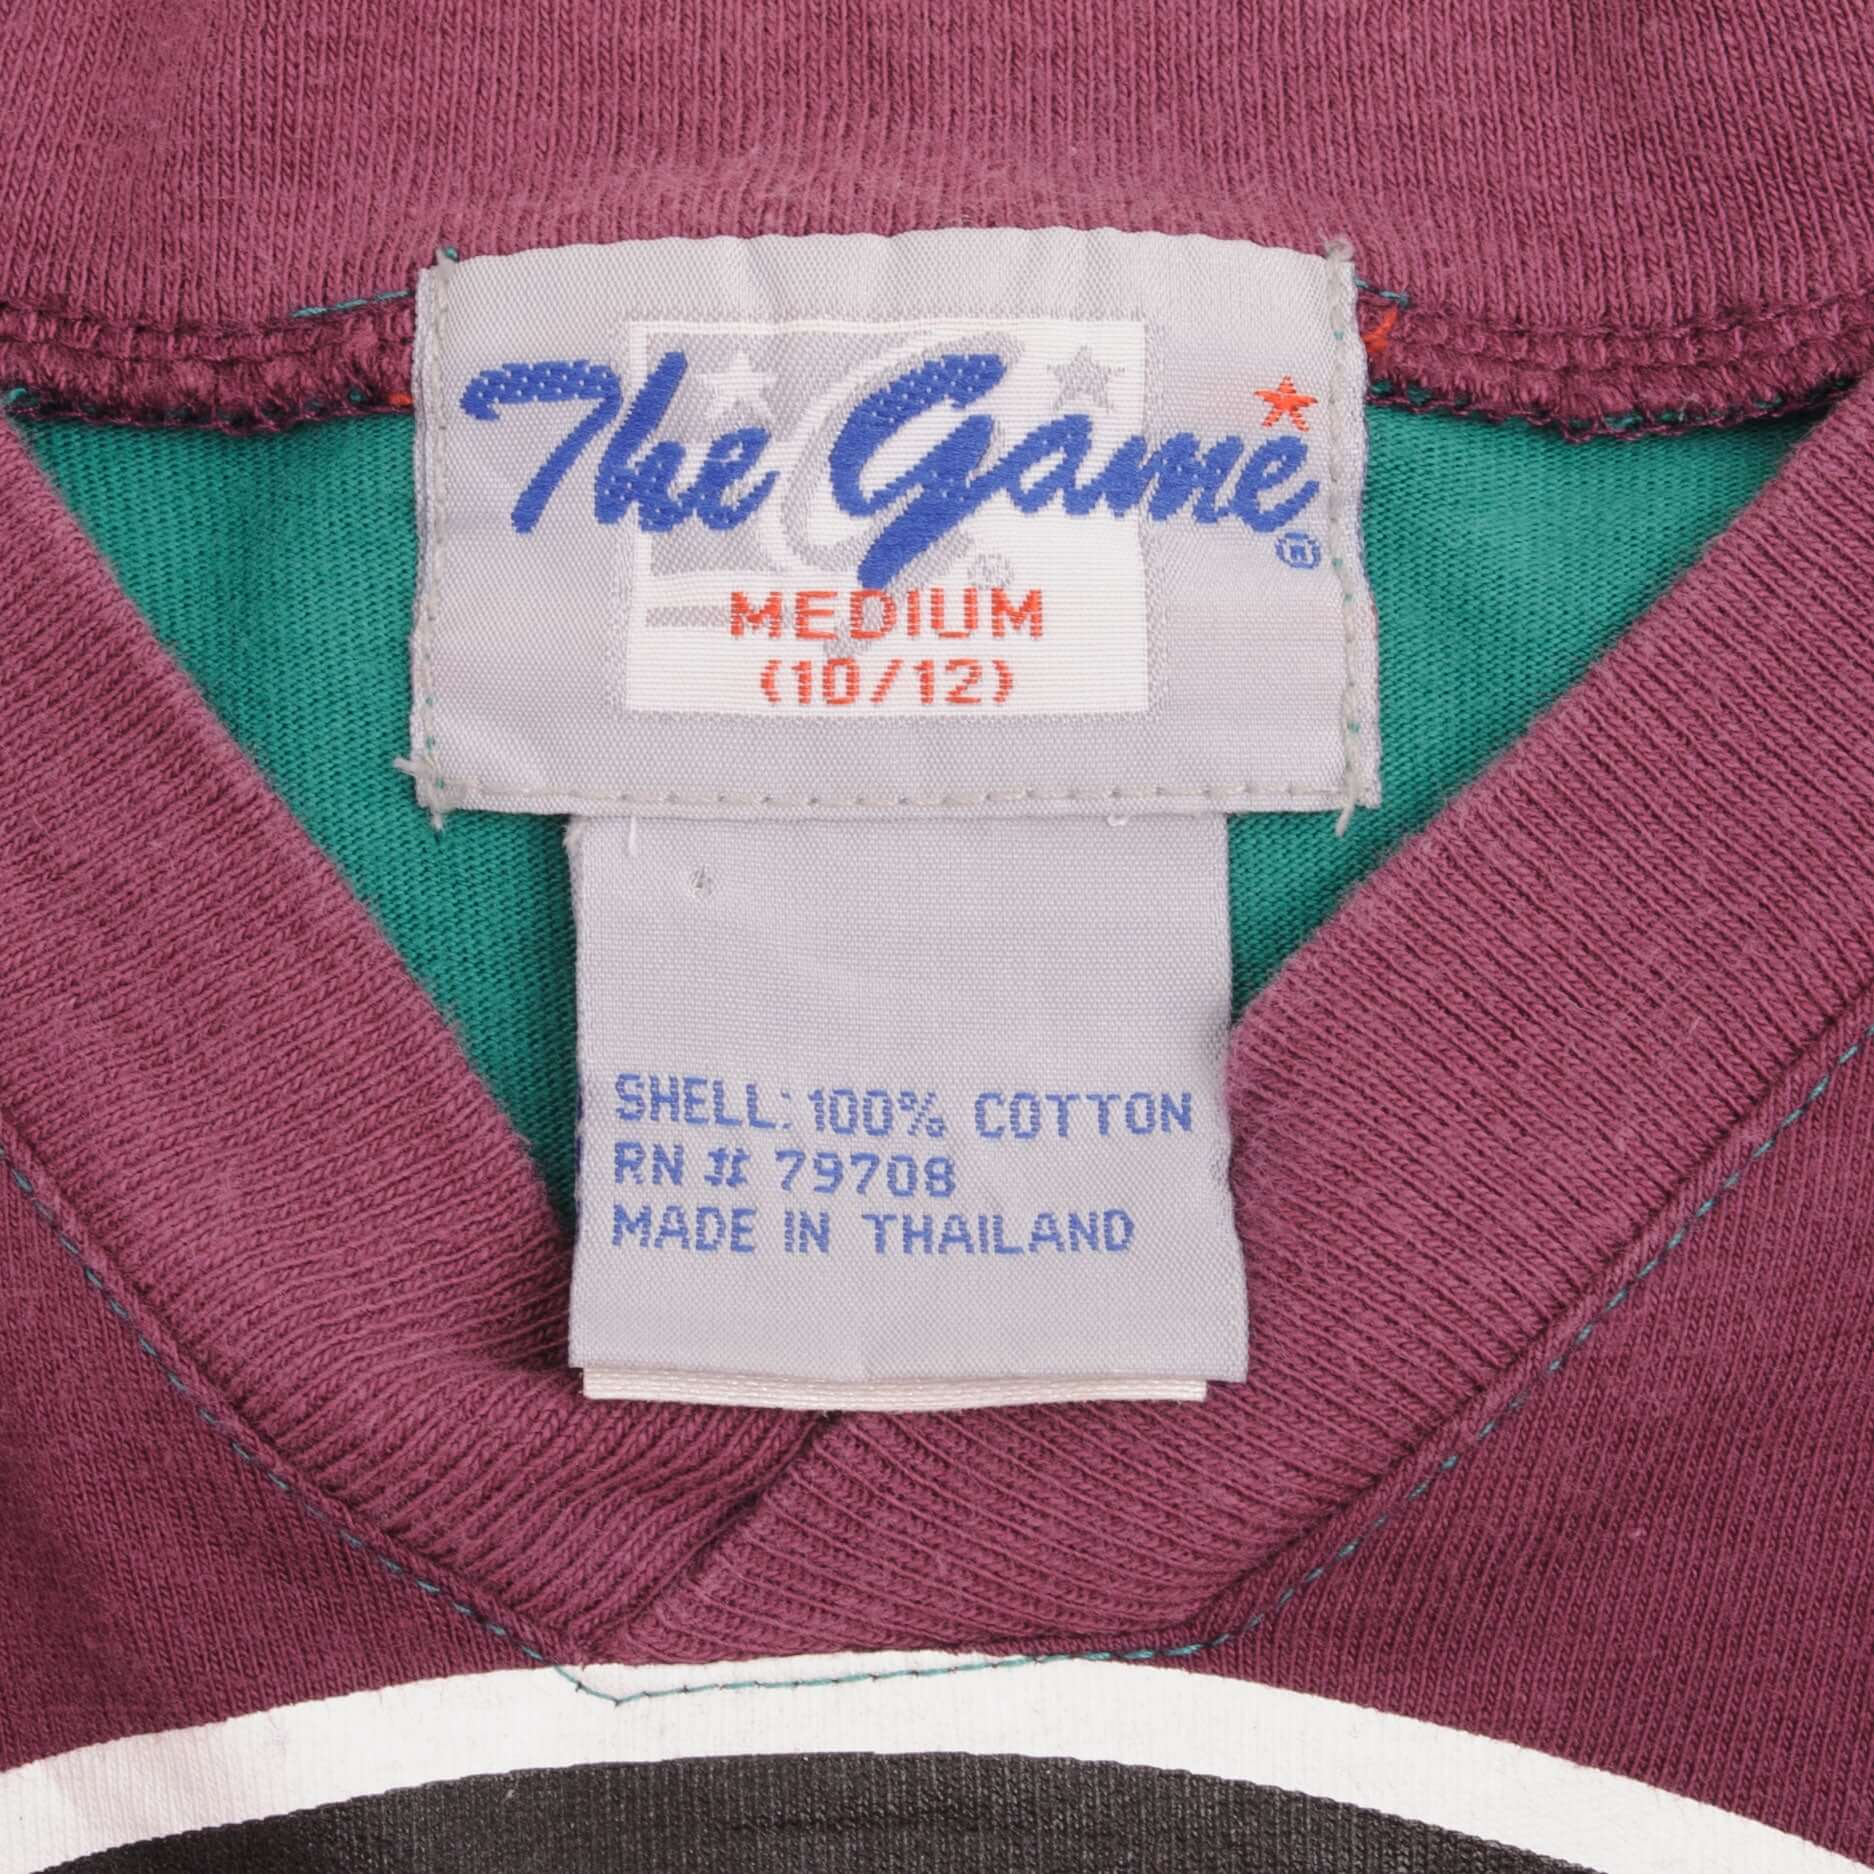 The Game®
MEDIUM
(10/12)
SHELL: 100% COTTON
RN # 79708
MADE IN THAILAND